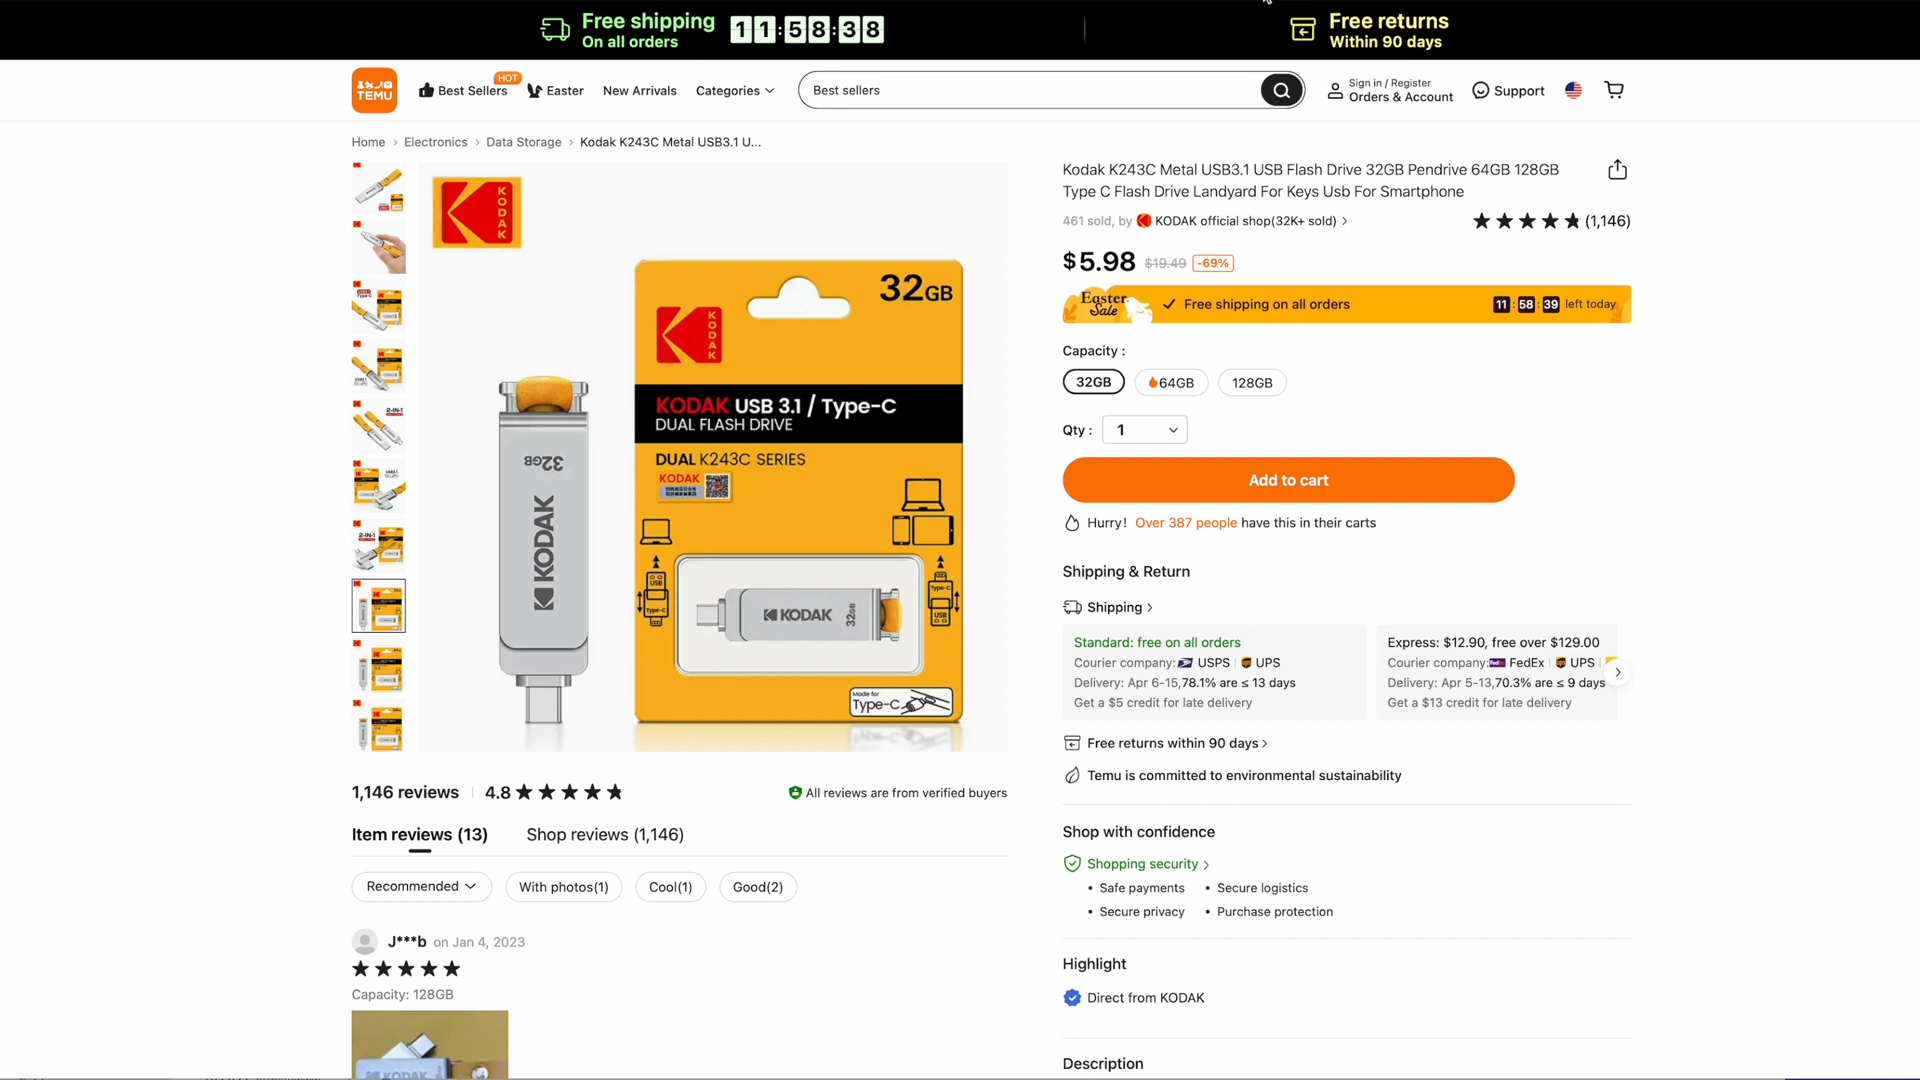 Free shipping
On all orders
11:58:38
Free returns
Within 90 days
TEMU
Best Sellers
HOT
Easter
New Arrivals
Categories
Best sellers
Sign in / Register
Orders & Account
Support
Home › Electronics › Data Storage › Kodak K243C Metal USB3.1 U...
KODAK
32GB
KODAK
KODAK USB 3.1 / Type-C
DUAL FLASH DRIVE
DUAL K243C SERIES
KODAK
32GB
KODAK
USB
Type-C
KODAK
32GB
Type-C
USB
Made for
Type-C
Kodak K243C Metal USB3.1 USB Flash Drive 32GB Pendrive 64GB 128GB
Type C Flash Drive Landyard For Keys Usb For Smartphone
461 sold, by KODAK official shop(32K+ sold) ›
(1,146)
$5.98 $19.49 -69%
Easter Sale
Free shipping on all orders
11:58:39 left today
Capacity :
32GB
64GB
128GB
Qty :
1
Add to cart
Hurry! Over 387 people have this in their carts
Shipping & Return
Shipping ›
Standard: free on all orders
Courier company: USPS | UPS
Delivery: Apr 6-15,78.1% are ≤ 13 days
Get a $5 credit for late delivery
Express: $12.90, free over $129.00
Courier company: FedEx | UPS |
Delivery: Apr 5-13,70.3% are ≤ 9 days
Get a $13 credit for late delivery
Free returns within 90 days ›
Temu is committed to environmental sustainability
Shop with confidence
Shopping security ›
• Safe payments • Secure logistics
• Secure privacy • Purchase protection
Highlight
Direct from KODAK
Description
1,146 reviews | 4.8
All reviews are from verified buyers
Item reviews (13)
Shop reviews (1,146)
Recommended
With photos(1)
Cool(1)
Good(2)
J***b on Jan 4, 2023
Capacity: 128GB
KODAK